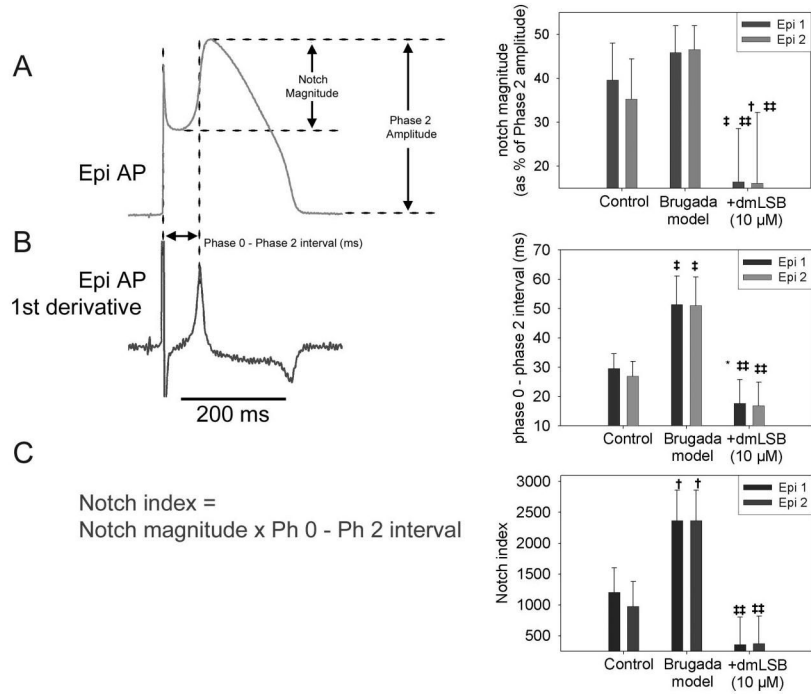 A
Epi AP
Notch
Magnitude
Phase 2
Amplitude
notch magnitude
(as % of Phase 2 amplitude)
50
40
30
20
Epi 1
Epi 2
‡ ‡‡
† ‡‡
Control
Brugada
model
+dmLSB
(10 µM)
B
Epi AP
1st derivative
Phase 0 - Phase 2 interval (ms)
200 ms
phase 0 - phase 2 interval (ms)
70
60
50
40
30
20
10
Epi 1
Epi 2
‡ ‡
* ‡‡ ‡‡
Control
Brugada
model
+dmLSB
(10 µM)
C
Notch index =
Notch magnitude x Ph 0 - Ph 2 interval
Notch index
3000
2500
2000
1500
1000
500
Epi 1
Epi 2
† †
‡‡ ‡‡
Control
Brugada
model
+dmLSB
(10 µM)